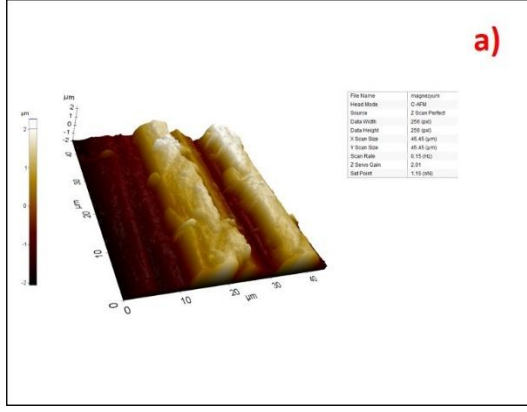 a)
µm
2
1
0
-1
-2
µm
2
1
0
-1
-2
40
30
20
µm
10
0
0
10
20
µm
30
40
File Name magnezyum
Head Mode C-AFM
Source Z Scan Perfect
Data Width 256 (pxl)
Data Height 256 (pxl)
X Scan Size 45.45 (µm)
Y Scan Size 45.45 (µm)
Scan Rate 0.15 (Hz)
Z Servo Gain 2.01
Set Point 1.15 (nN)